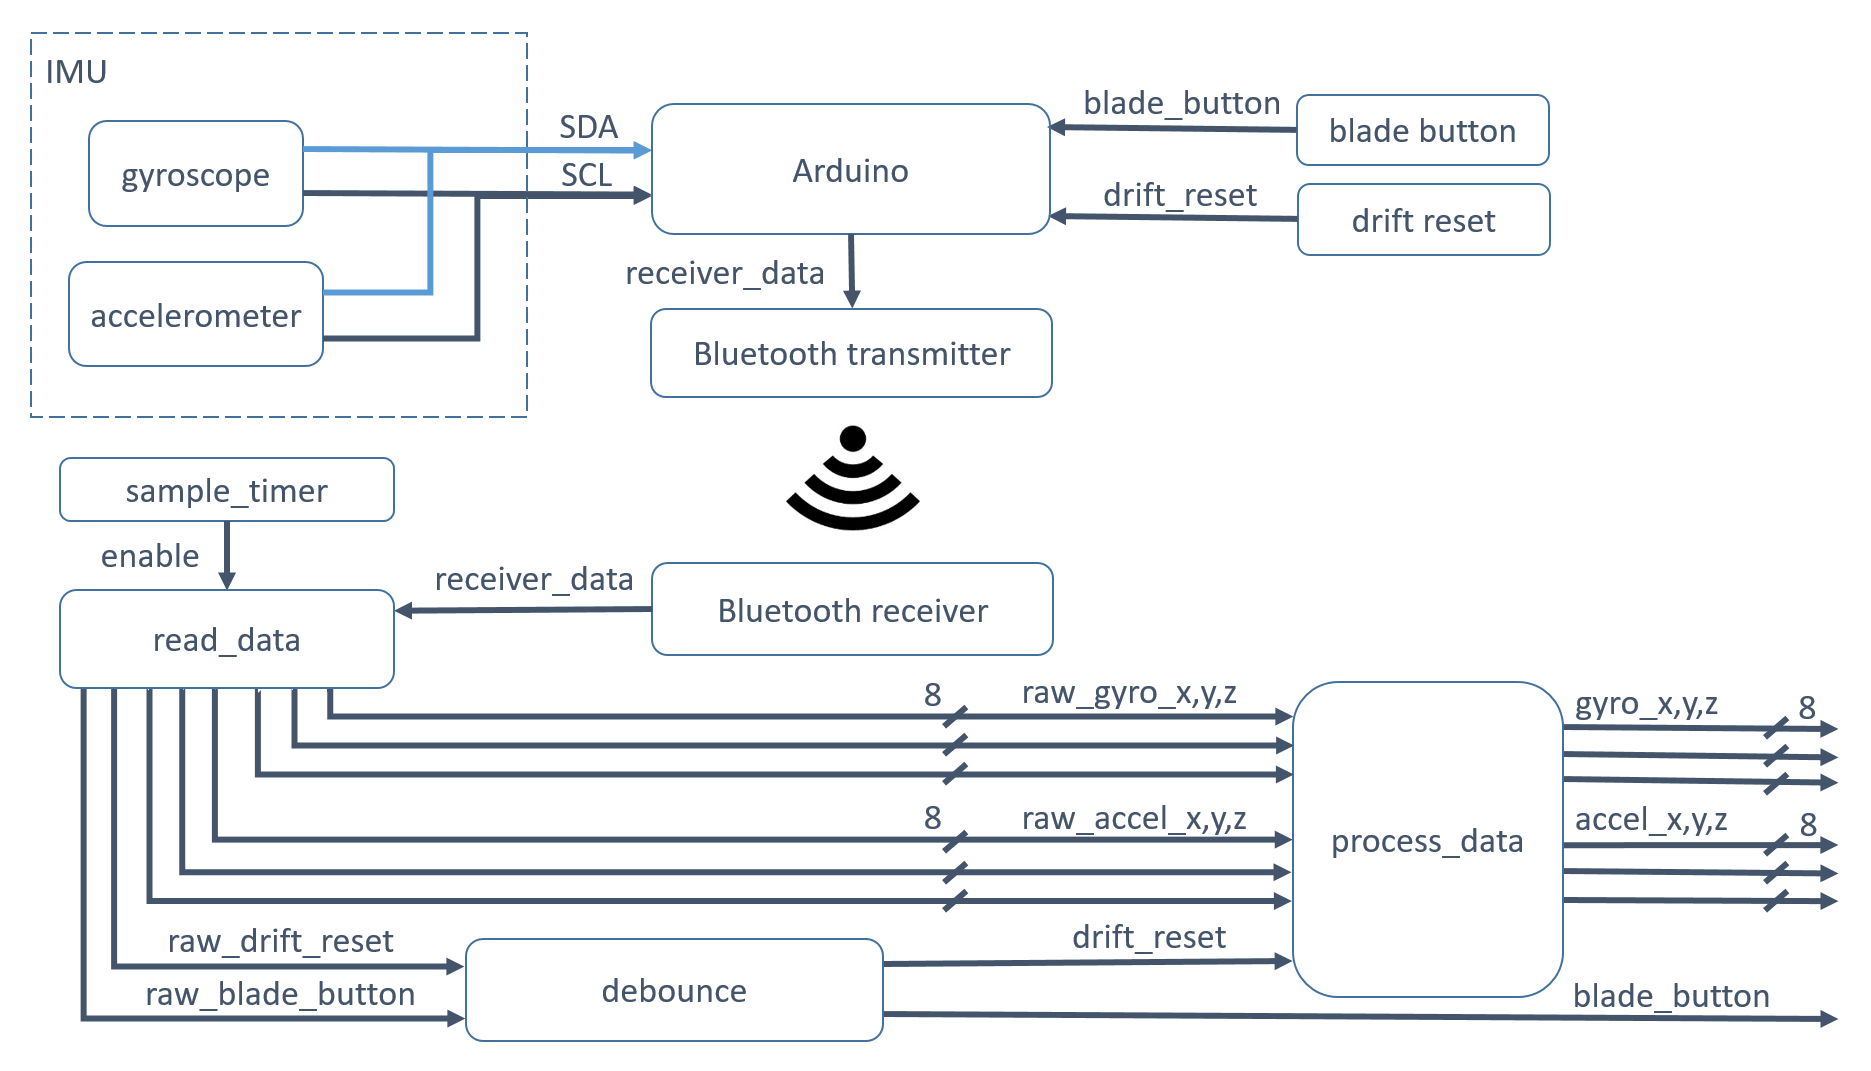 IMU
SDA
blade_button
blade button
gyroscope
SCL
Arduino
drift_reset
drift reset
receiver_data
accelerometer
Bluetooth transmitter
sample_timer
enable
receiver_data
Bluetooth receiver
read_data
8
raw_gyro_x,y,z
gyro_x,y,z
8
8
raw_accel_x,y,z
process_data
accel_x,y,z
8
raw_drift_reset
drift_reset
raw_blade_button
debounce
blade_button